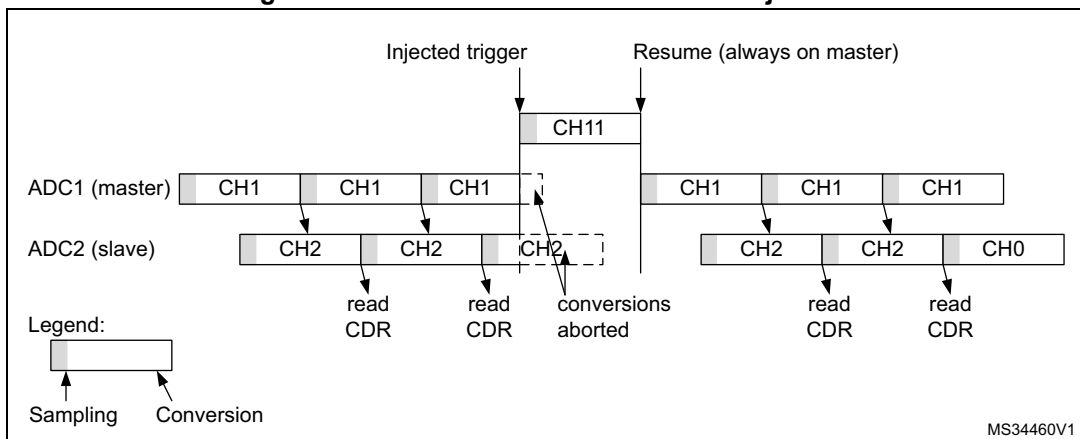 Injected trigger
Resume (always on master)
CH11
ADC1 (master)
CH1
CH1
CH1
CH1
CH1
CH1
ADC2 (slave)
CH2
CH2
CH2
CH2
CH2
CH0
read
CDR
read
CDR
conversions
aborted
read
CDR
read
CDR
Legend:
Sampling
Conversion
MS34460V1